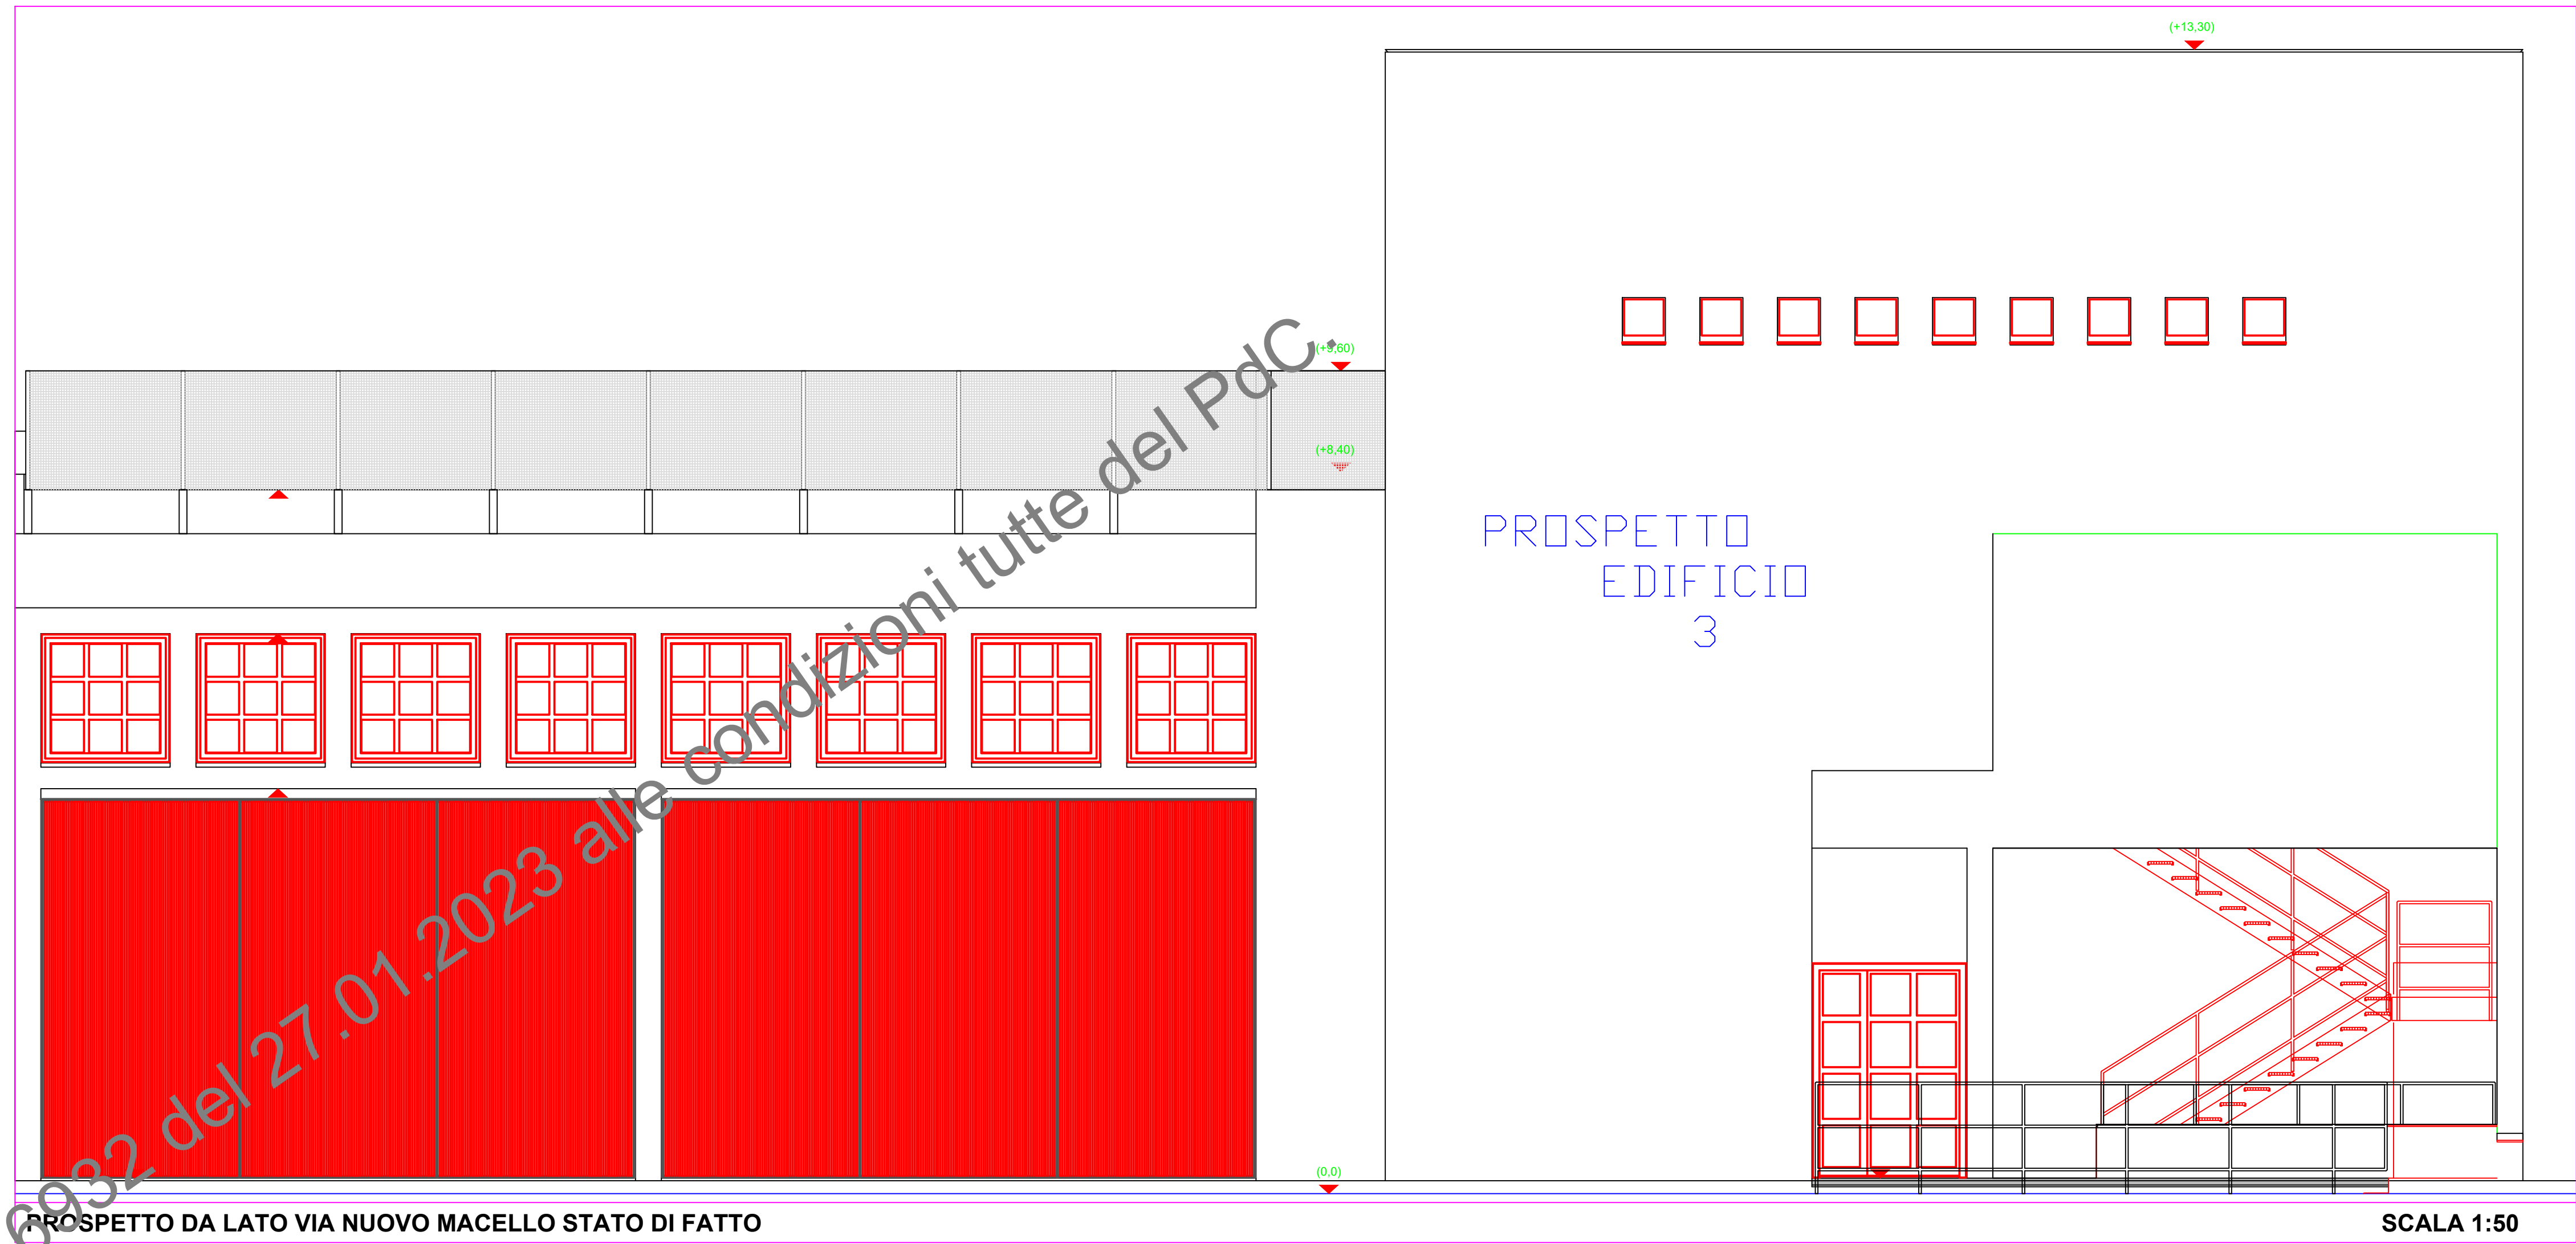 (+13,30)
(+9,60)
(+8,40)
PROSPETTO
EDIFICIO
3
(0,0)
6932 del 27.01.2023 alle condizioni tutte del PdC.
PROSPETTO DA LATO VIA NUOVO MACELLO STATO DI FATTO
SCALA 1:50